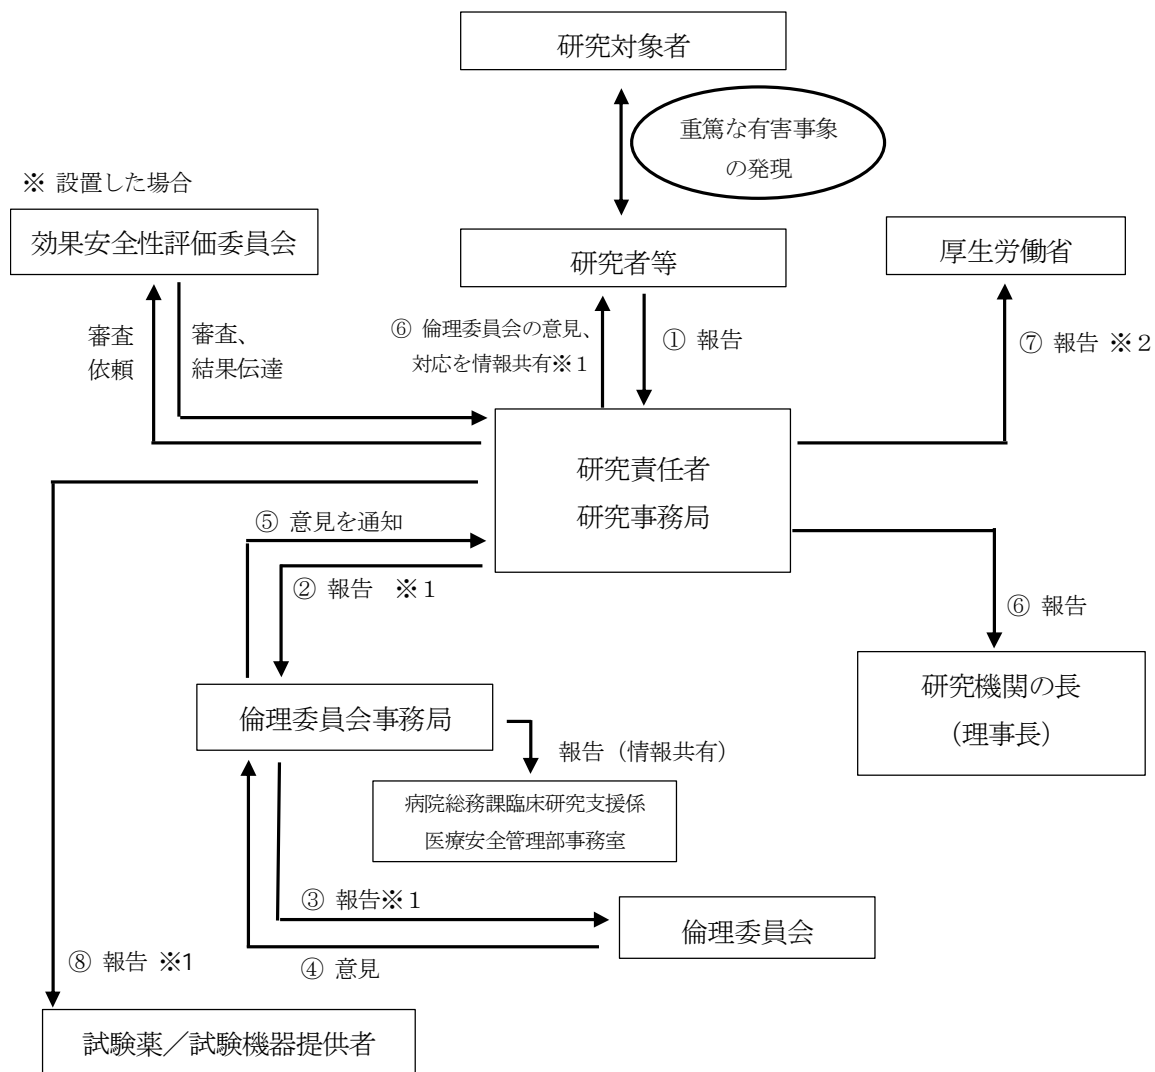 研究対象者
重篤な有害事象
の発現
※ 設置した場合
効果安全性評価委員会
研究者等
厚生労働省
審査
依頼
審査、
結果伝達
⑥ 倫理委員会の意見、
対応を情報共有※1
① 報告
⑦ 報告 ※2
研究責任者
研究事務局
⑤ 意見を通知
② 報告 ※1
⑥ 報告
倫理委員会事務局
研究機関の長
(理事長)
報告(情報共有)
病院総務課臨床研究支援係
医療安全管理部事務室
③ 報告※1
倫理委員会
④ 意見
⑧ 報告 ※1
試験薬/試験機器提供者